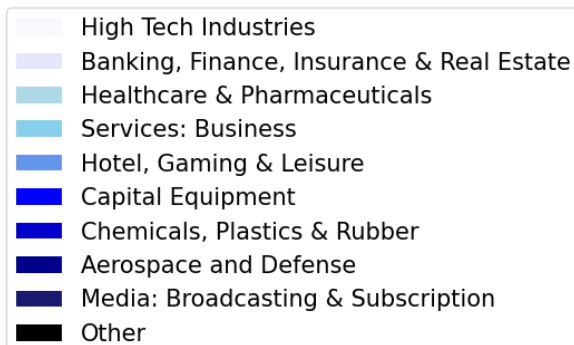 High Tech Industries
Banking, Finance, Insurance & Real Estate
Healthcare & Pharmaceuticals
Services: Business
Hotel, Gaming & Leisure
Capital Equipment
Chemicals, Plastics & Rubber
Aerospace and Defense
Media: Broadcasting & Subscription
Other